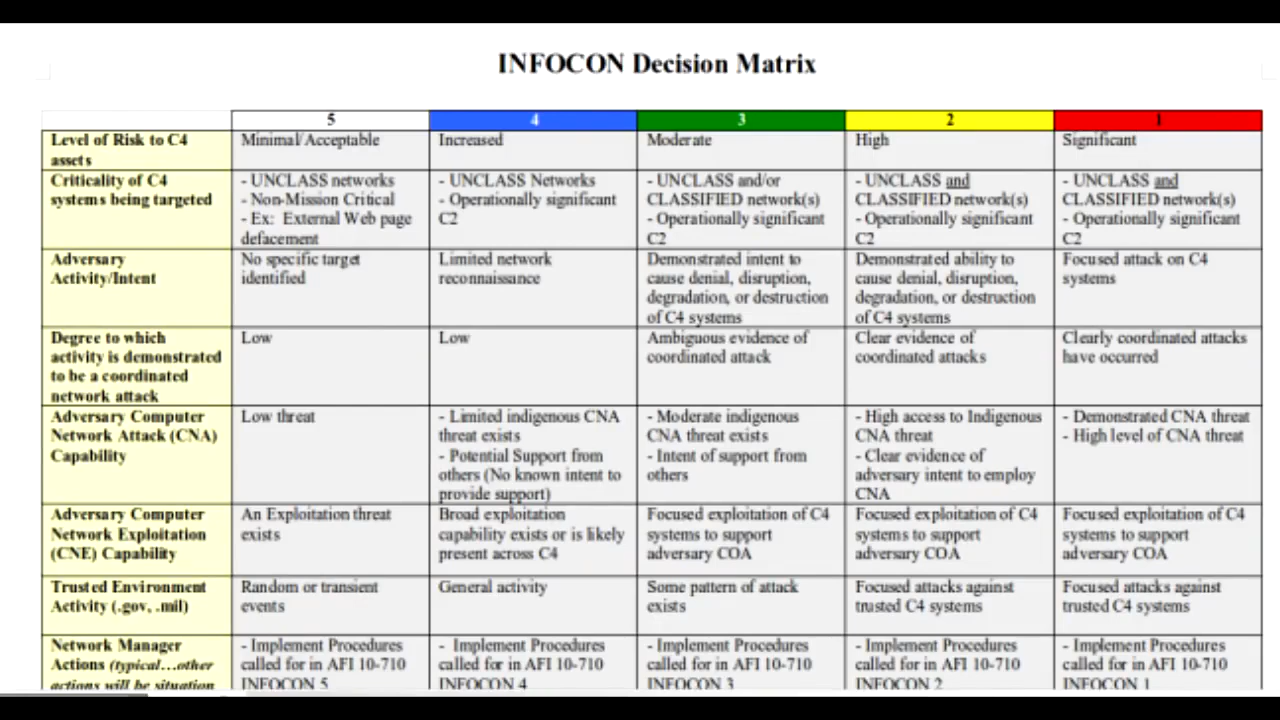 INFOCON Decision Matrix
5
4
3
2
1
Level of Risk to C4
assets
Minimal/Acceptable
Increased
Moderate
High
Significant
Criticality of C4
systems being targeted
- UNCLASS networks
- Non-Mission Critical
- Ex: External Web page
defacement
- UNCLASS Networks
- Operationally significant
C2
- UNCLASS and/or
CLASSIFIED network(s)
- Operationally significant
C2
- UNCLASS and
CLASSIFIED network(s)
- Operationally significant
C2
- UNCLASS and
CLASSIFIED network(s)
- Operationally significant
C2
Adversary
Activity/Intent
No specific target
identified
Limited network
reconnaissance
Demonstrated intent to
cause denial, disruption,
degradation, or destruction
of C4 systems
Demonstrated ability to
cause denial, disruption,
degradation, or destruction
of C4 systems
Focused attack on C4
systems
Degree to which
activity is demonstrated
to be a coordinated
network attack
Low
Low
Ambiguous evidence of
coordinated attack
Clear evidence of
coordinated attacks
Clearly coordinated attacks
have occurred
Adversary Computer
Network Attack (CNA)
Capability
Low threat
- Limited indigenous CNA
threat exists
- Potential Support from
others (No known intent to
provide support)
- Moderate indigenous
CNA threat exists
- Intent of support from
others
- High access to Indigenous
CNA threat
- Clear evidence of
adversary intent to employ
CNA
- Demonstrated CNA threat
- High level of CNA threat
Adversary Computer
Network Exploitation
(CNE) Capability
An Exploitation threat
exists
Broad exploitation
capability exists or is likely
present across C4
Focused exploitation of C4
systems to support
adversary COA
Focused exploitation of C4
systems to support
adversary COA
Focused exploitation of C4
systems to support
adversary COA
Trusted Environment
Activity (.gov, .mil)
Random or transient
events
General activity
Some pattern of attack
exists
Focused attacks against
trusted C4 systems
Focused attacks against
trusted C4 systems
Network Manager
Actions (typical...other
actions will be situation
- Implement Procedures
called for in AFI 10-710
INFOCON 5
- Implement Procedures
called for in AFI 10-710
INFOCON 4
- Implement Procedures
called for in AFI 10-710
INFOCON 3
- Implement Procedures
called for in AFI 10-710
INFOCON 2
- Implement Procedures
called for in AFI 10-710
INFOCON 1